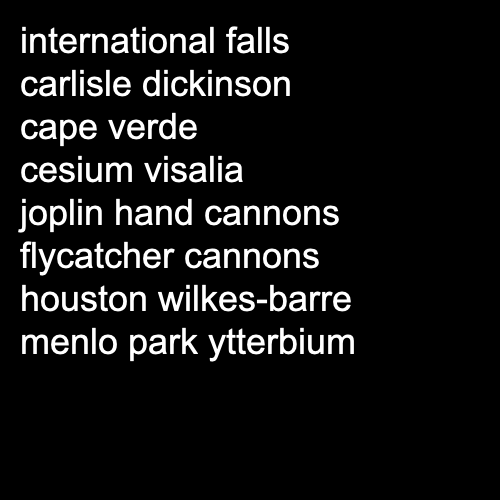 international falls
carlisle dickinson
cape verde
cesium visalia
joplin hand cannons
flycatcher cannons
houston wilkes-barre
menlo park ytterbium